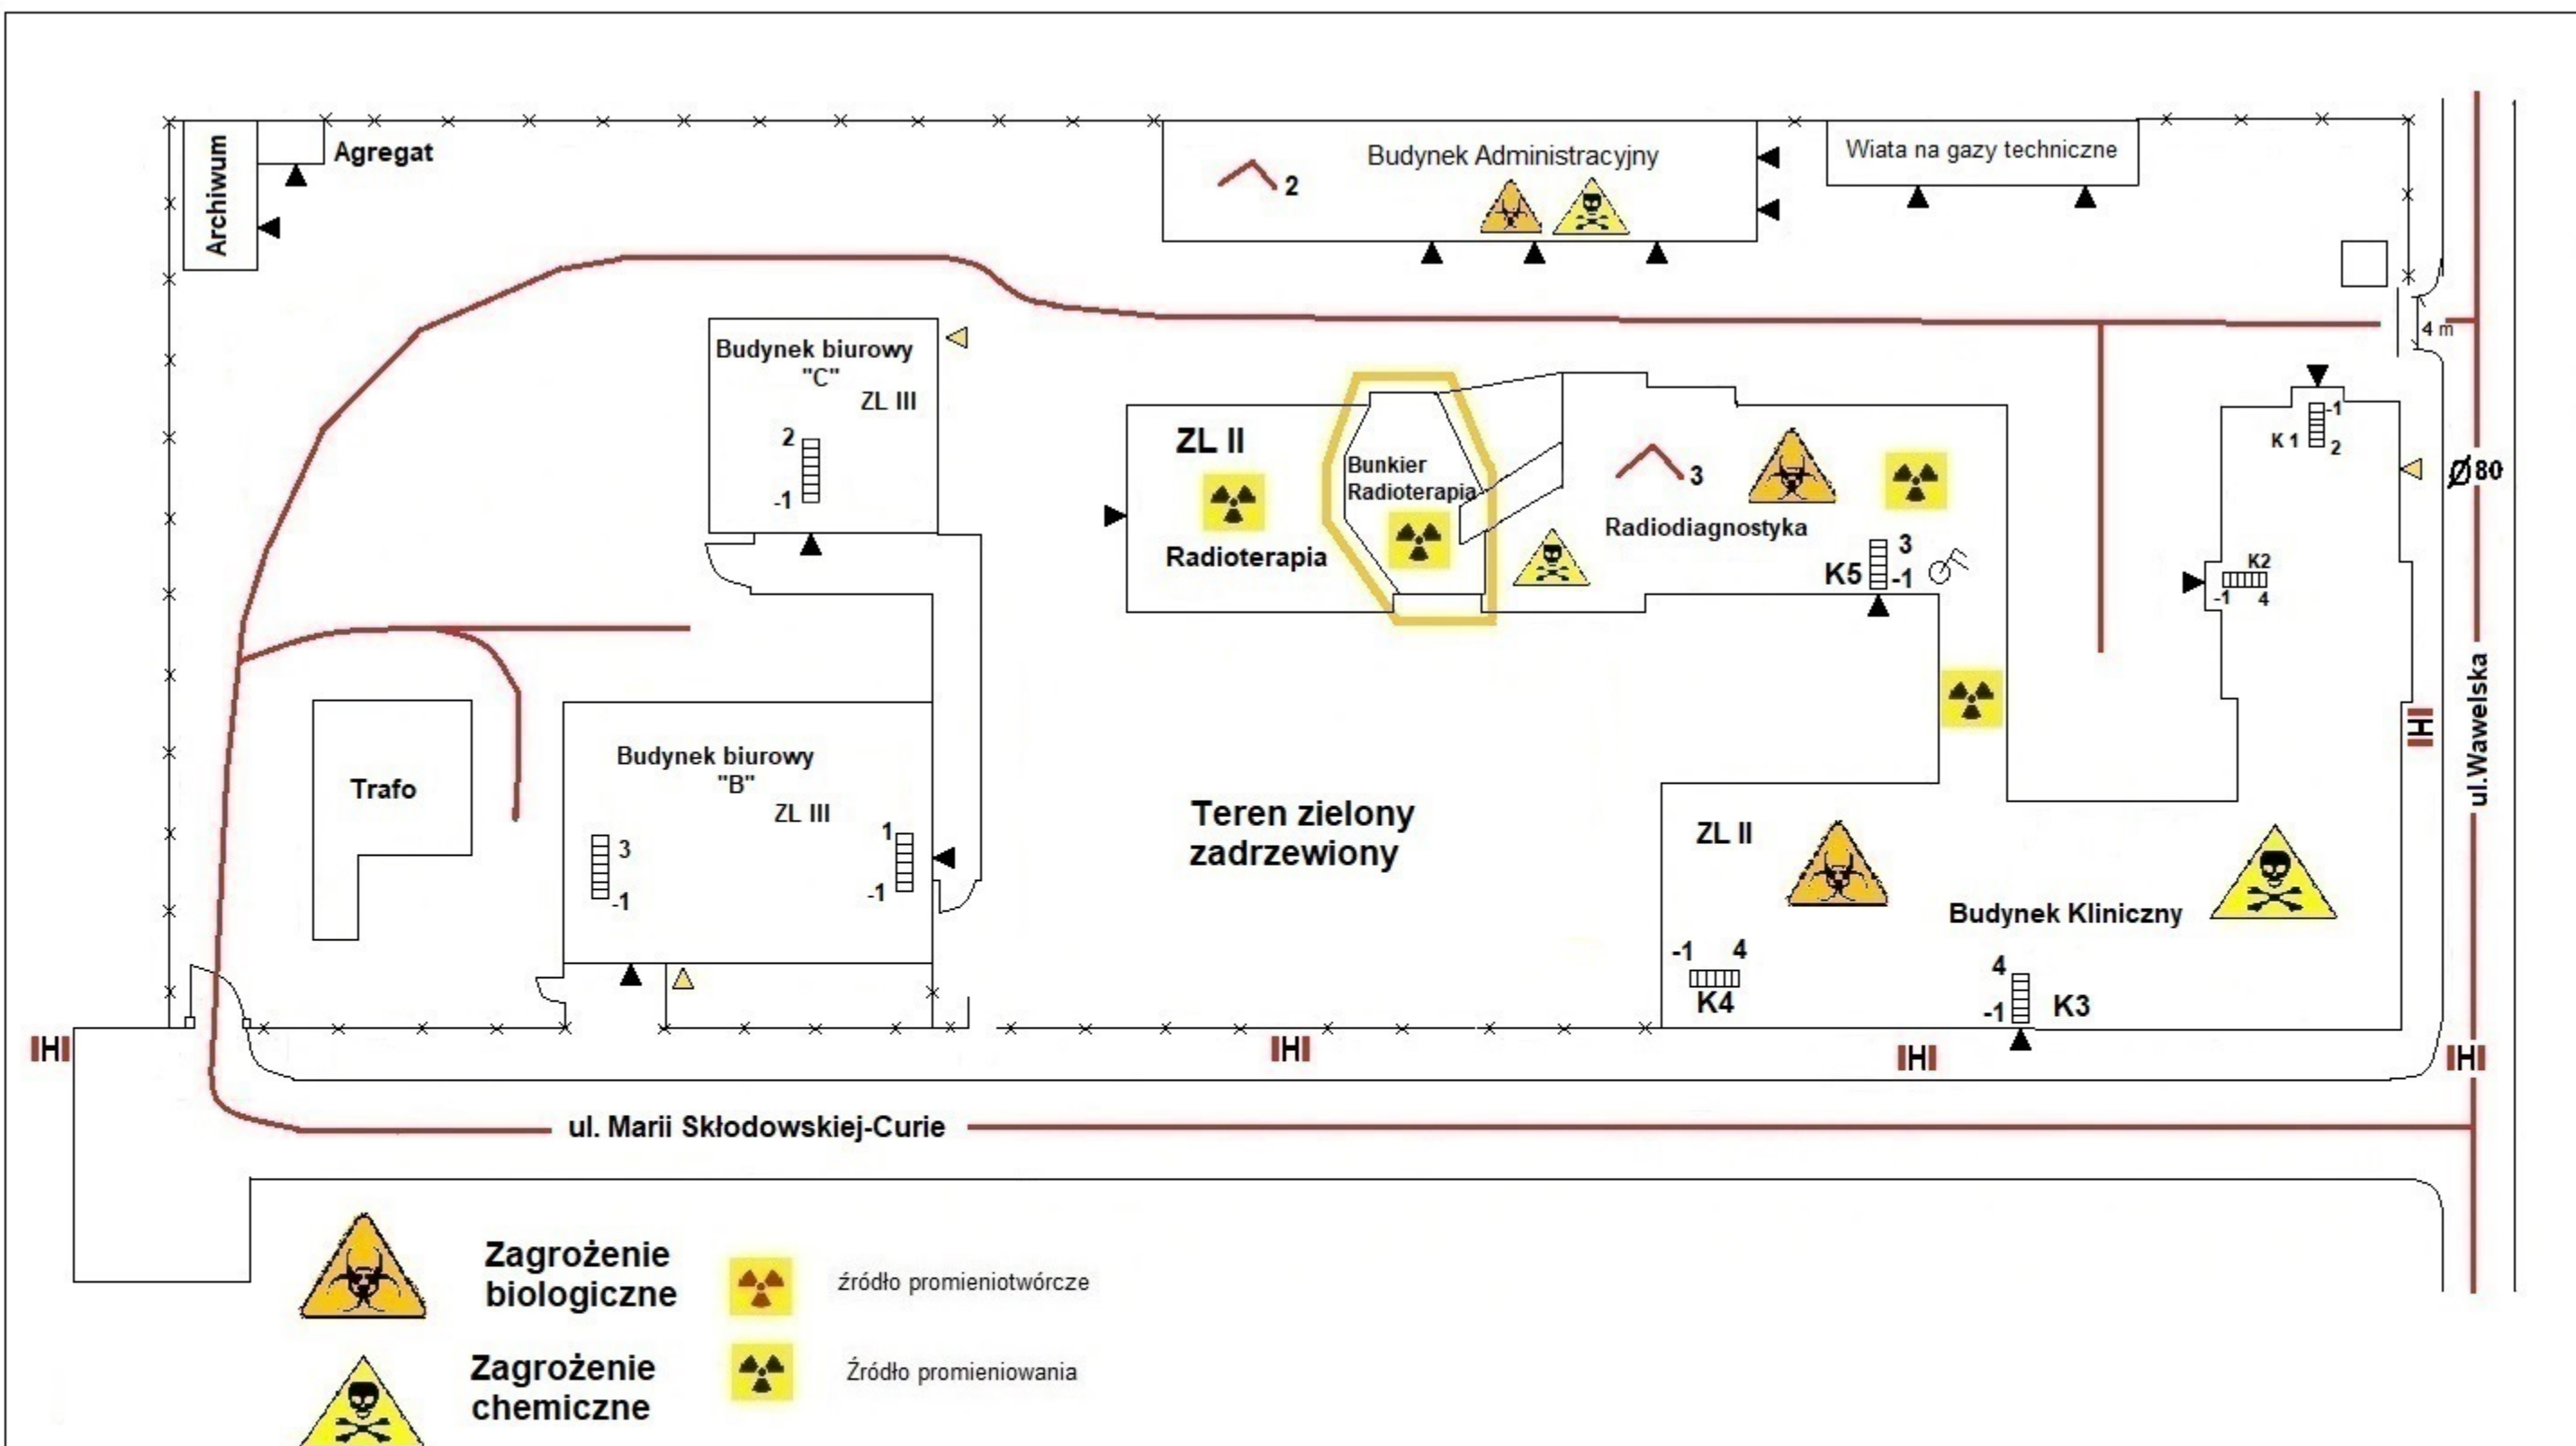 Archiwum
Agregat
2
Budynek Administracyjny
Wiata na gazy techniczne
4 m
Budynek biurowy
"C"
ZL III
2
-1
ZL II
Radioterapia
Bunkier
Radioterapia
3
Radiodiagnostyka
K5
3
-1
K 1
-1
2
Ø80
K2
-1
4
ul.Wawelska
Trafo
Budynek biurowy
"B"
ZL III
3
-1
1
-1
Teren zielony
zadrzewiony
ZL II
Budynek Kliniczny
-1
4
K4
4
-1
K3
H
H
H
H
H
ul. Marii Skłodowskiej-Curie
Zagrożenie
biologiczne
źródło promieniotwórcze
Zagrożenie
chemiczne
Źródło promieniowania